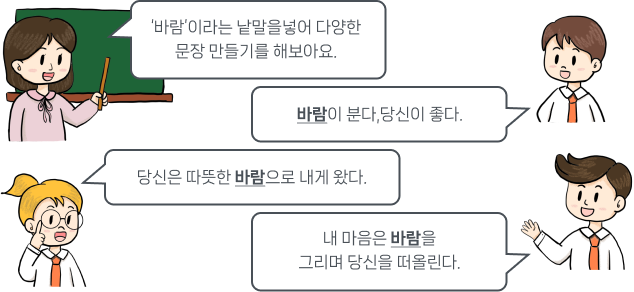 '바람'이라는 낱말을넣어 다양한
문장 만들기를 해보아요.
바람이 분다,당신이 좋다.
당신은 따뜻한 바람으로 내게 왔다.
내 마음은 바람을
그리며 당신을 떠올린다.